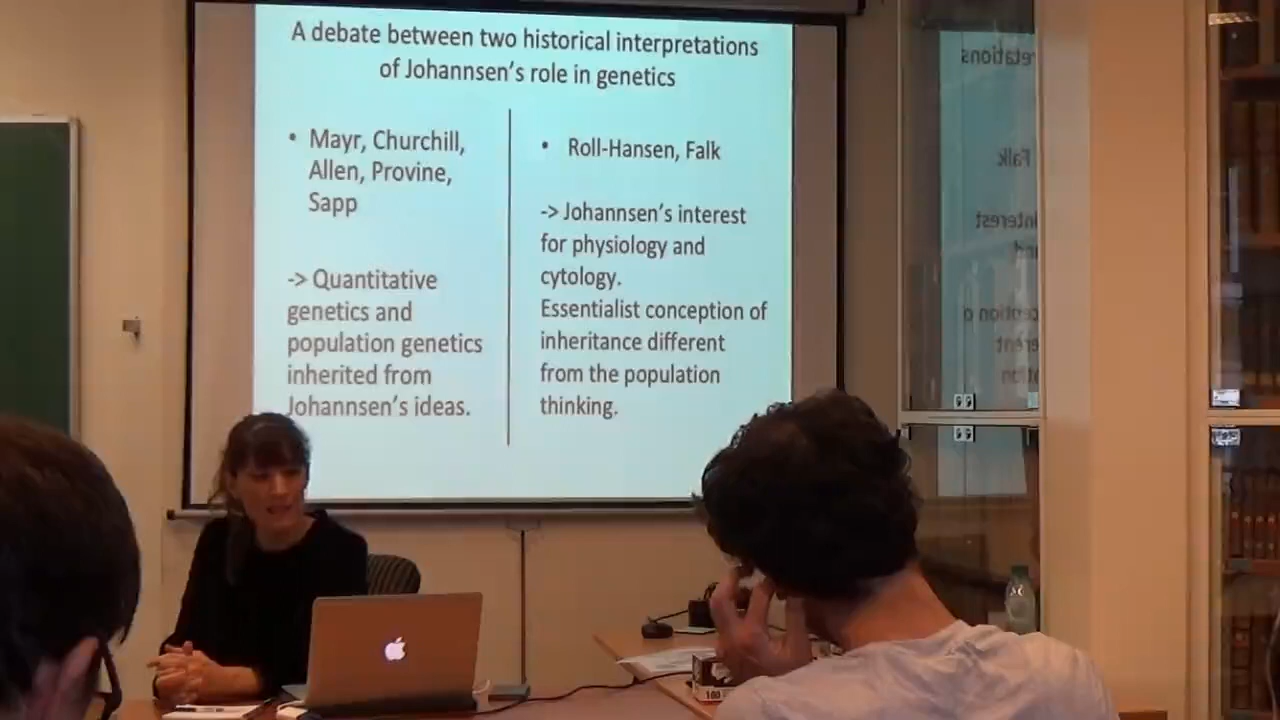 A debate between two historical interpretations
of Johannsen's role in genetics
• Mayr, Churchill,
Allen, Provine,
Sapp
-> Quantitative
genetics and
population genetics
inherited from
Johannsen's ideas.
• Roll-Hansen, Falk
-> Johannsen's interest
for physiology and
cytology.
Essentialist conception of
inheritance different
from the population
thinking.
100